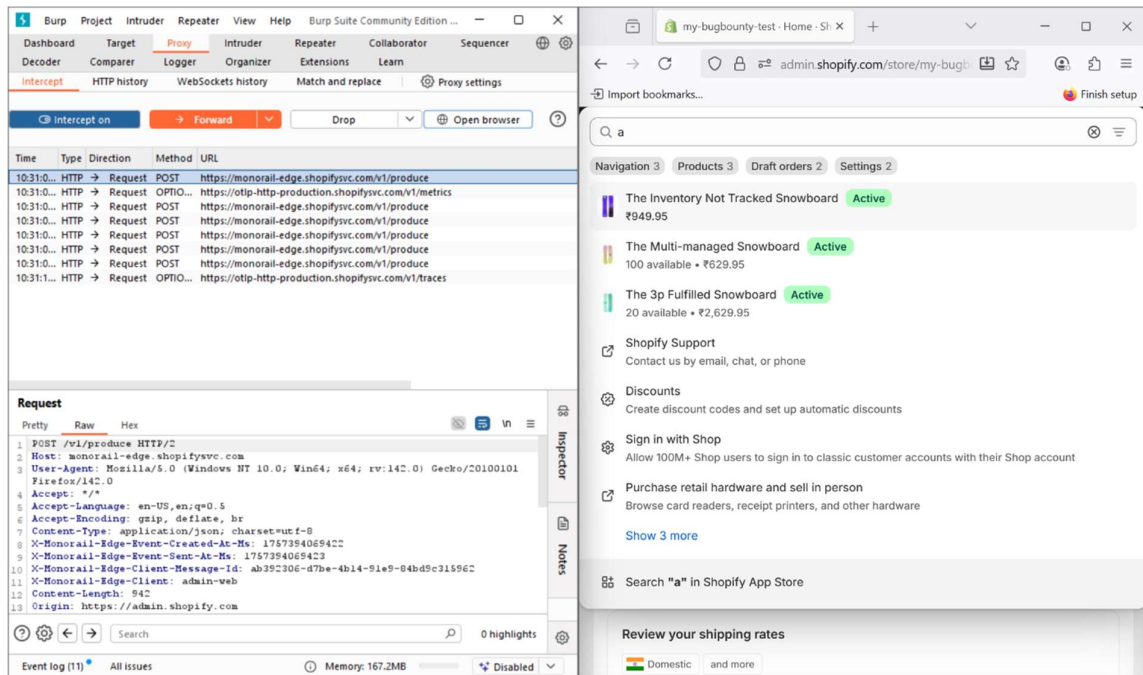 Burp Project Intruder Repeater View Help Burp Suite Community Edition ...
Dashboard Target Proxy Intruder Repeater Collaborator Sequencer
Decoder Comparer Logger Organizer Extensions Learn
Intercept HTTP history WebSockets history Match and replace Proxy settings
Intercept on Forward Drop Open browser
Time Type Direction Method URL
10:31:0... HTTP → Request POST https://monorail-edge.shopifysvc.com/v1/produce
10:31:0... HTTP → Request OPTIO... https://otlp-http-production.shopifysvc.com/v1/metrics
10:31:0... HTTP → Request POST https://monorail-edge.shopifysvc.com/v1/produce
10:31:0... HTTP → Request POST https://monorail-edge.shopifysvc.com/v1/produce
10:31:0... HTTP → Request POST https://monorail-edge.shopifysvc.com/v1/produce
10:31:0... HTTP → Request POST https://monorail-edge.shopifysvc.com/v1/produce
10:31:0... HTTP → Request POST https://monorail-edge.shopifysvc.com/v1/produce
10:31:1... HTTP → Request OPTIO... https://otlp-http-production.shopifysvc.com/v1/traces
Request
Pretty Raw Hex \n
1 POST /v1/produce HTTP/2
2 Host: monorail-edge.shopifysvc.com
3 User-Agent: Mozilla/5.0 (Windows NT 10.0; Win64; x64; rv:142.0) Gecko/20100101
Firefox/142.0
4 Accept: */*
5 Accept-Language: en-US,en;q=0.5
6 Accept-Encoding: gzip, deflate, br
7 Content-Type: application/json; charset=utf-8
8 X-Monorail-Edge-Event-Created-At-Ms: 1757394069422
9 X-Monorail-Edge-Event-Sent-At-Ms: 1757394069423
10 X-Monorail-Edge-Client-Message-Id: ab392306-d7be-4b14-91e9-84bd9c315962
11 X-Monorail-Edge-Client: admin-web
12 Content-Length: 942
13 Origin: https://admin.shopify.com
Inspector
Notes
Search 0 highlights
Event log (11) All issues Memory: 167.2MB Disabled
my-bugbounty-test · Home · Sh
admin.shopify.com/store/my-bugb
Import bookmarks... Finish setup
a
Navigation 3 Products 3 Draft orders 2 Settings 2
The Inventory Not Tracked Snowboard Active
₹949.95
The Multi-managed Snowboard Active
100 available • ₹629.95
The 3p Fulfilled Snowboard Active
20 available • ₹2,629.95
Shopify Support
Contact us by email, chat, or phone
Discounts
Create discount codes and set up automatic discounts
Sign in with Shop
Allow 100M+ Shop users to sign in to classic customer accounts with their Shop account
Purchase retail hardware and sell in person
Browse card readers, receipt printers, and other hardware
Show 3 more
Search "a" in Shopify App Store
Review your shipping rates
Domestic and more